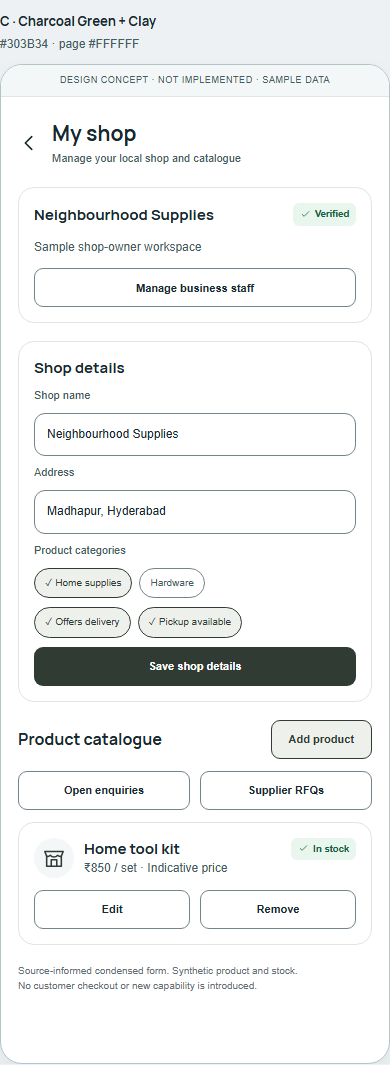 C · Charcoal Green + Clay
#303B34 · page #FFFFFF
DESIGN CONCEPT · NOT IMPLEMENTED · SAMPLE DATA
My shop
Manage your local shop and catalogue
Neighbourhood Supplies
✓ Verified
Sample shop-owner workspace
Manage business staff
Shop details
Shop name
Neighbourhood Supplies
Address
Madhapur, Hyderabad
Product categories
✓ Home supplies
Hardware
✓ Offers delivery
✓ Pickup available
Save shop details
Product catalogue
Add product
Open enquiries
Supplier RFQs
Home tool kit
✓ In stock
₹850 / set · Indicative price
Edit
Remove
Source-informed condensed form. Synthetic product and stock.
No customer checkout or new capability is introduced.